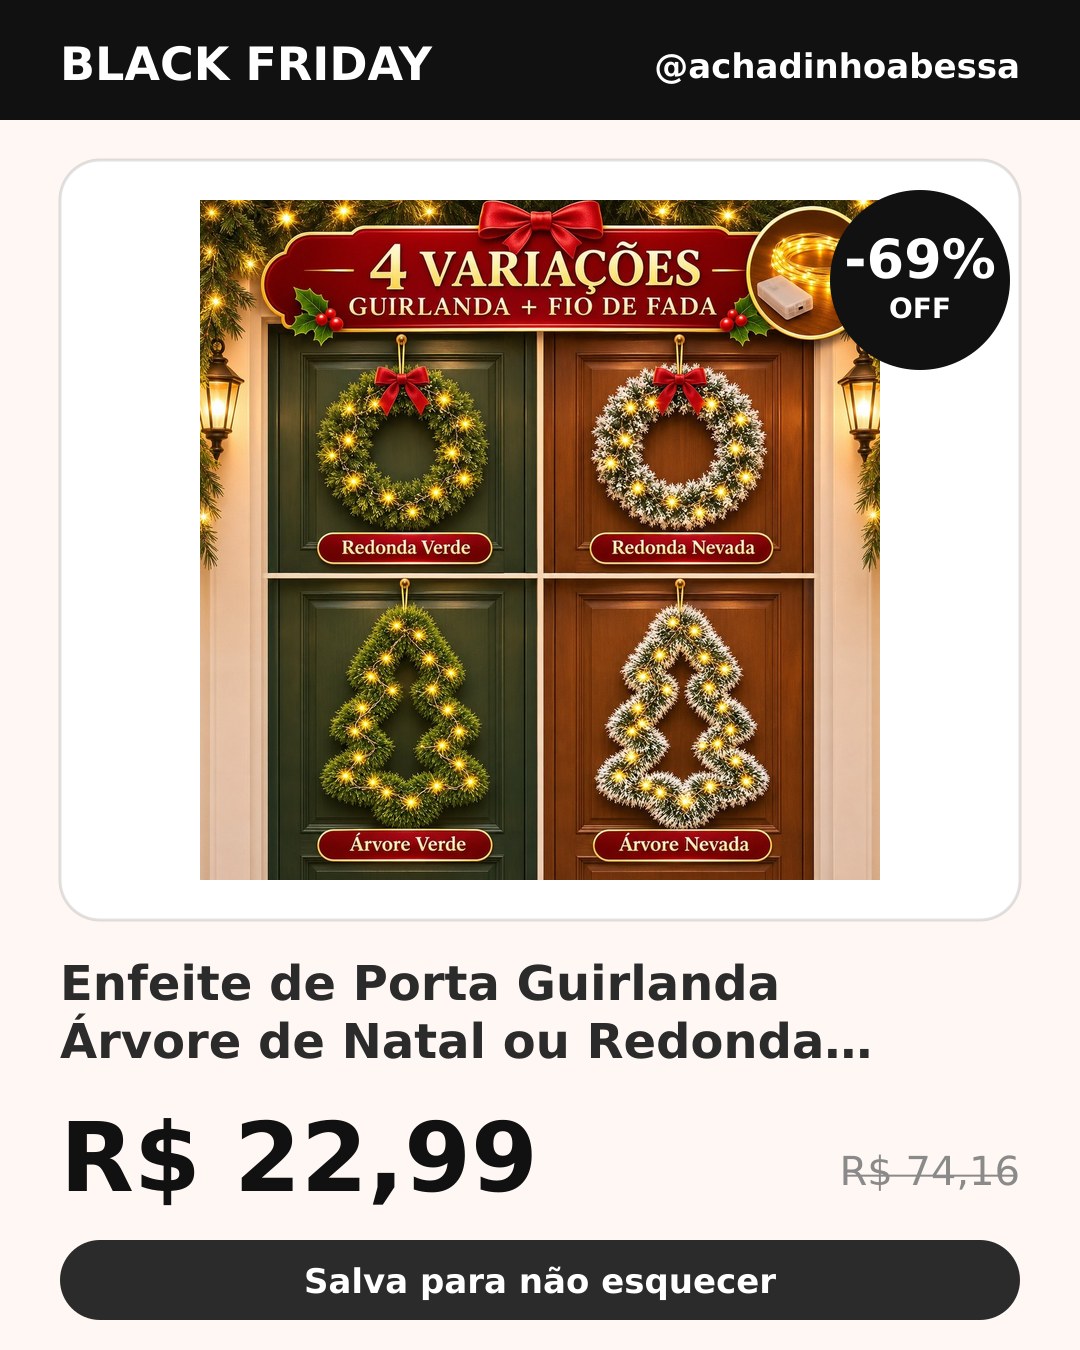 BLACK FRIDAY
@achadinhoabessa
-69%
OFF
4 VARIAÇÕES
GUIRLANDA + FIO DE FADA
Redonda Verde
Redonda Nevada
Árvore Verde
Árvore Nevada
Enfeite de Porta Guirlanda
Árvore de Natal ou Redonda...
R$ 22,99
R$ 74,16
Salva para não esquecer